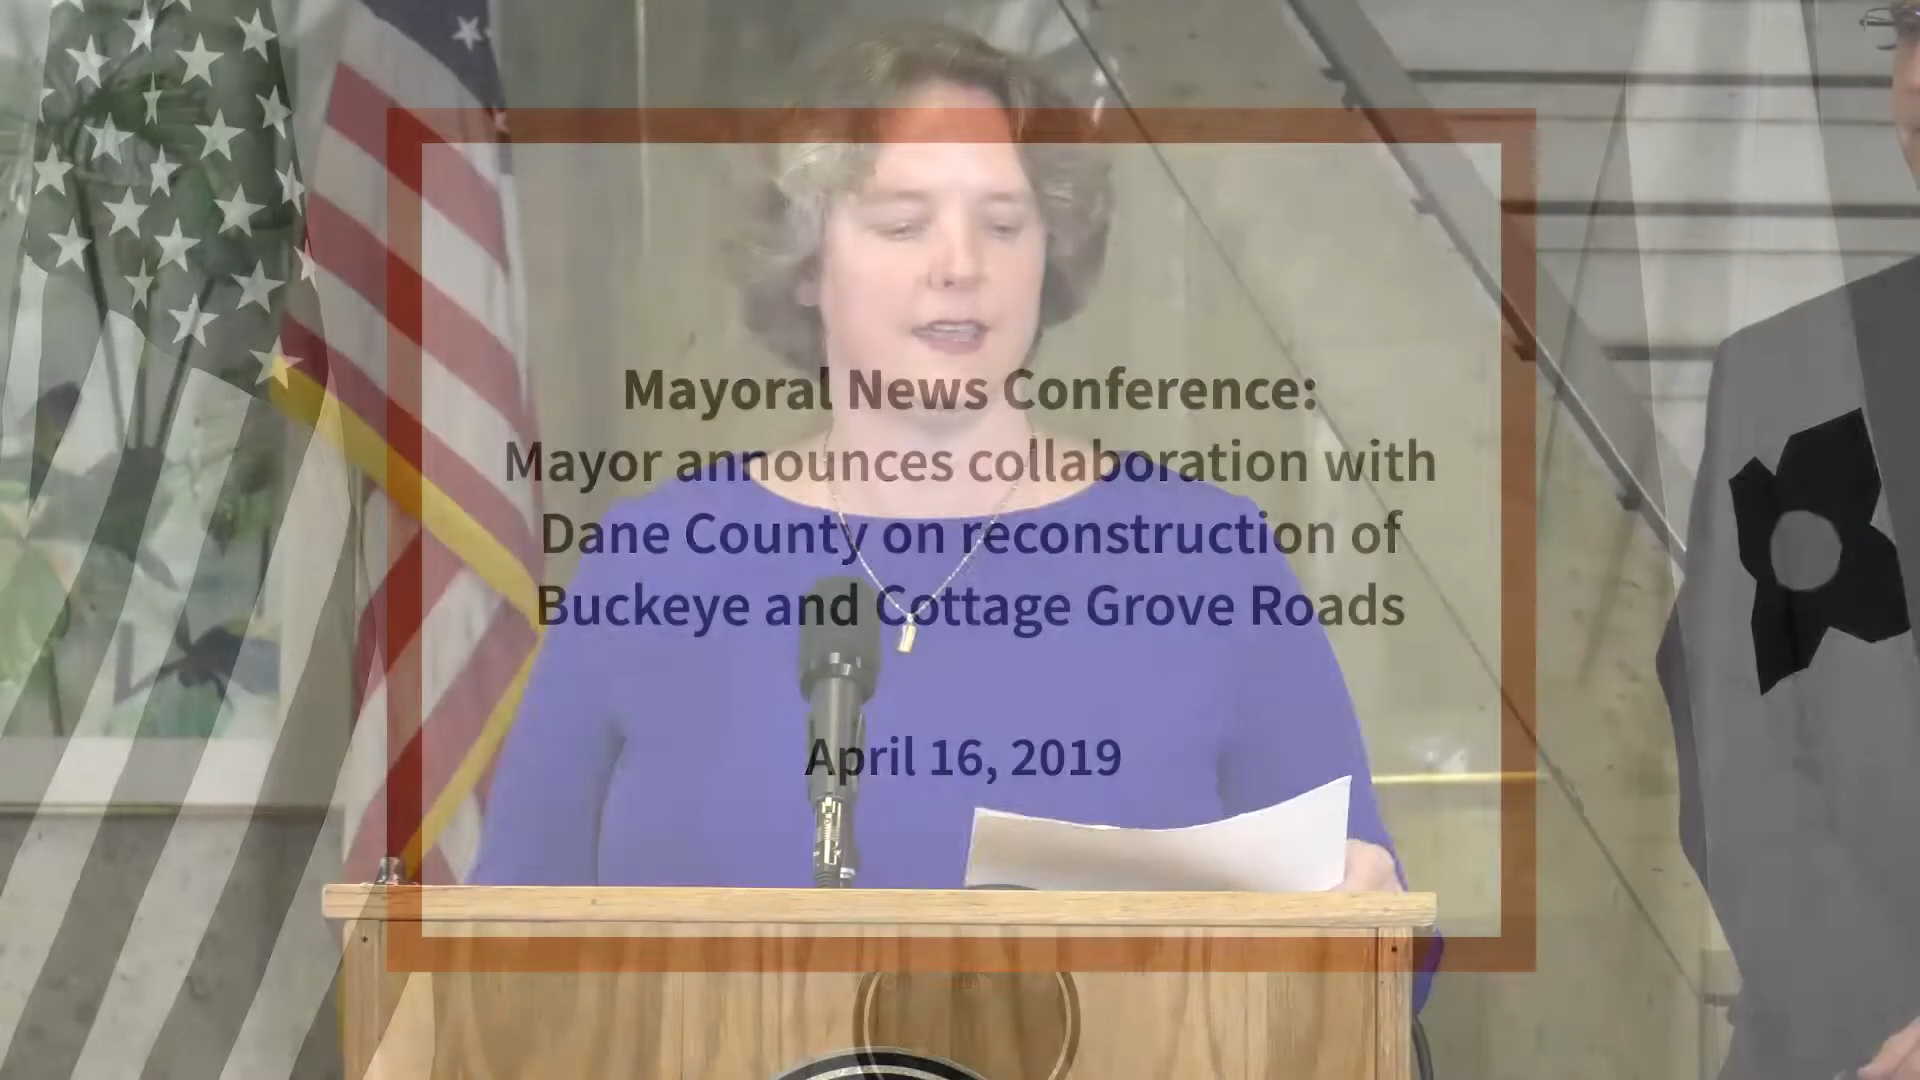 Mayoral News Conference:
Mayor announces collaboration with
Dane County on reconstruction of
Buckeye and Cottage Grove Roads
April 16, 2019